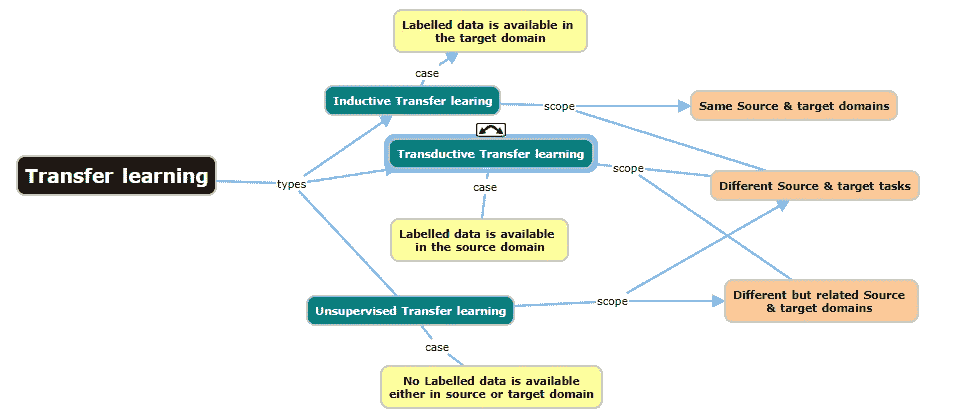 Labelled data is available in
the target domain
case
Inductive Transfer learing
scope
Same Source & target domains
Transductive Transfer learning
Transfer learning
types
case
scope
Different Source & target tasks
Labelled data is available
in the source domain
Unsupervised Transfer learning
scope
Different but related Source
& target domains
case
No Labelled data is available
either in source or target domain